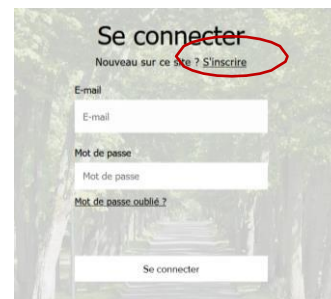 Se connecter
Nouveau sur ce site ? S'inscrire
E-mail
E-mail
Mot de passe
Mot de passe
Mot de passe oublié ?
Se connecter